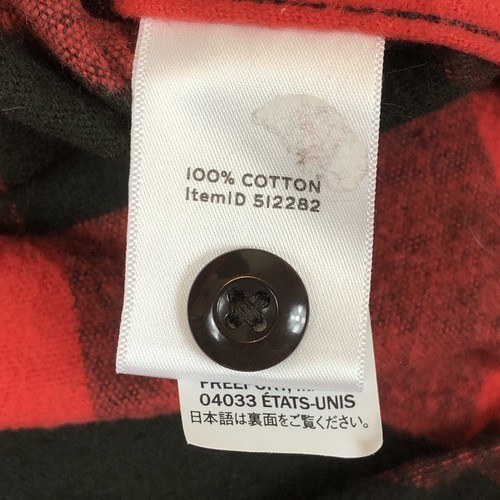 100% COTTON
ItemID 512282
FREEPORT,
04033 ÉTATS-UNIS
日本語は裏面をご覧ください。